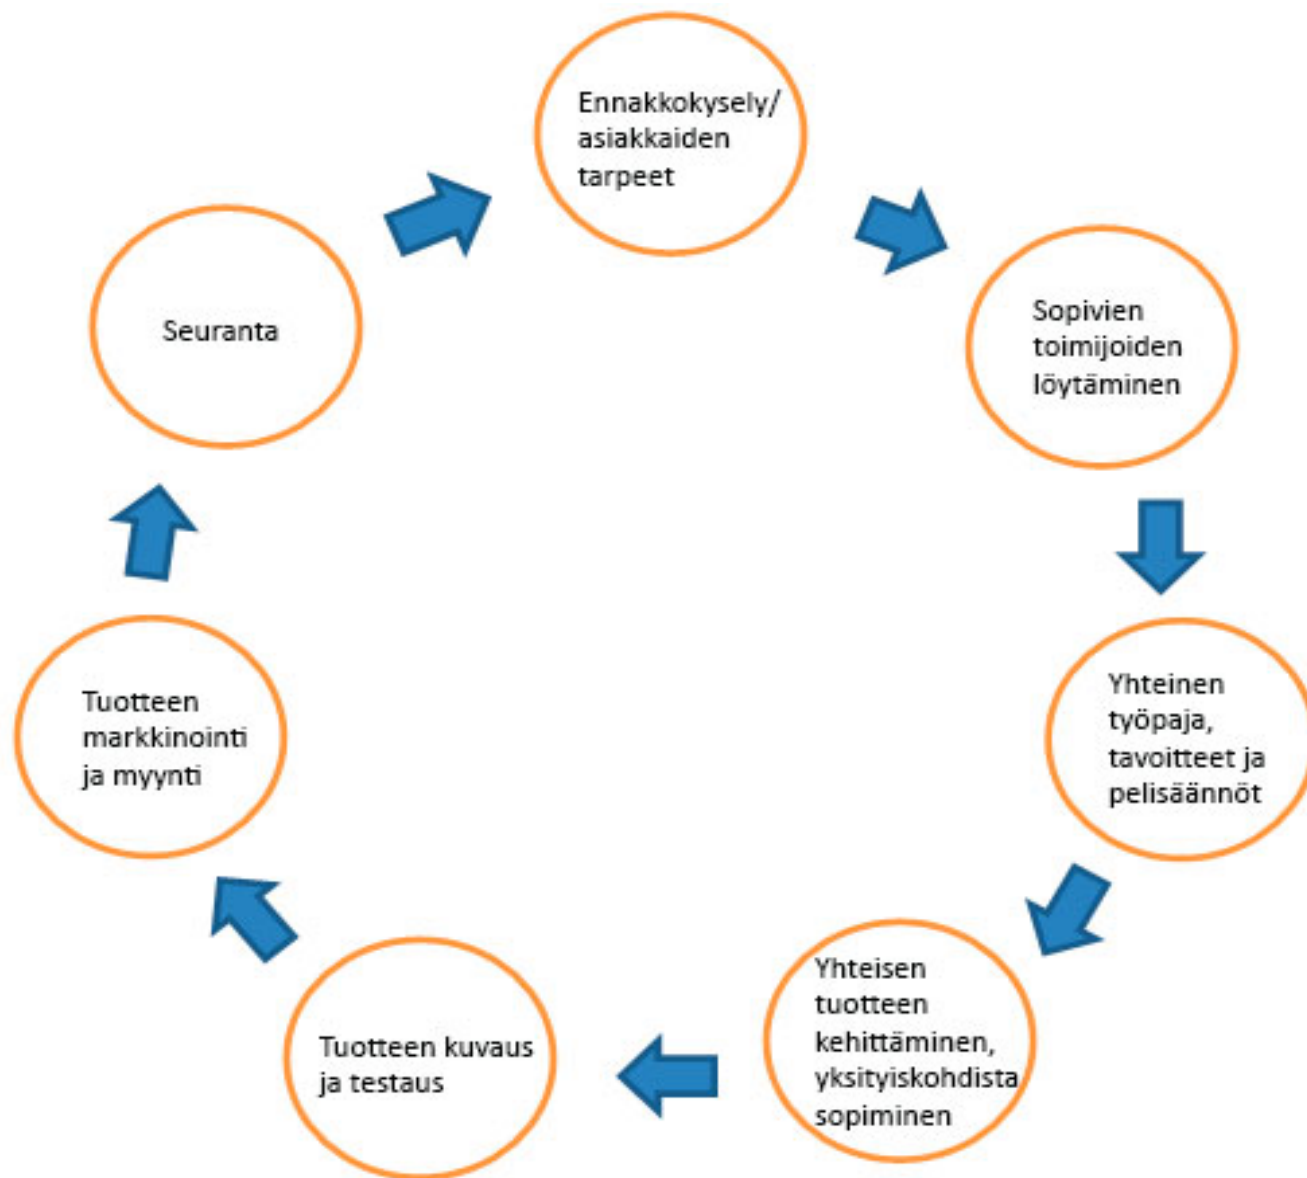 Ennakkokysely/
asiakkaiden
tarpeet
Sopivien
toimijoiden
löytäminen
Yhteinen
työpaja,
tavoitteet ja
pelisäännöt
Yhteisen
tuotteen
kehittäminen,
yksityiskohdista
sopiminen
Tuotteen kuvaus
ja testaus
Tuotteen
markkinointi
ja myynti
Seuranta